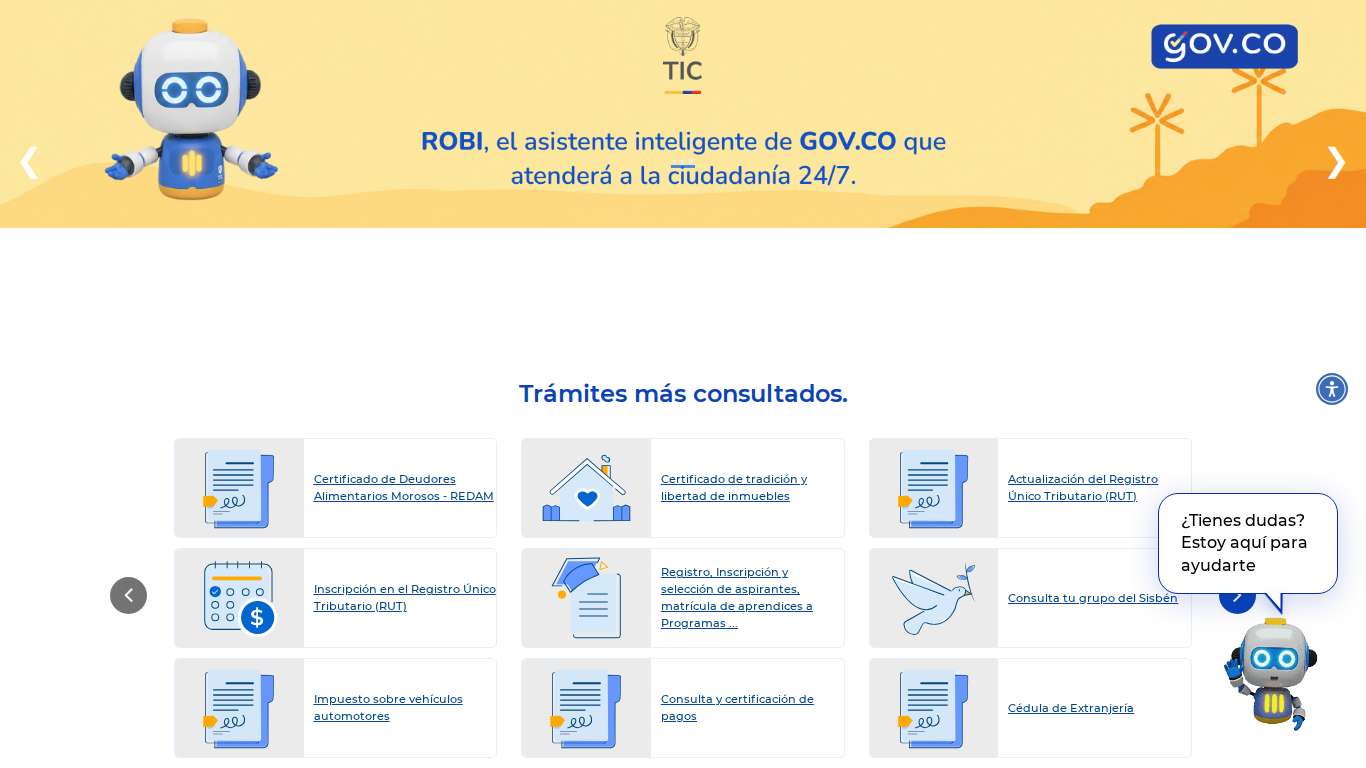 TIC
GOV.CO
ROBI, el asistente inteligente de GOV.CO que
atenderá a la ciudadanía 24/7.
Trámites más consultados.
Certificado de Deudores
Alimentarios Morosos - REDAM
Certificado de tradición y
libertad de inmuebles
Actualización del Registro
Único Tributario (RUT)
¿Tienes dudas?
Estoy aquí para
ayudarte
Inscripción en el Registro Único
Tributario (RUT)
Registro, Inscripción y
selección de aspirantes,
matrícula de aprendices a
Programas ...
Consulta tu grupo del Sisbén
Impuesto sobre vehículos
automotores
Consulta y certificación de
pagos
Cédula de Extranjería